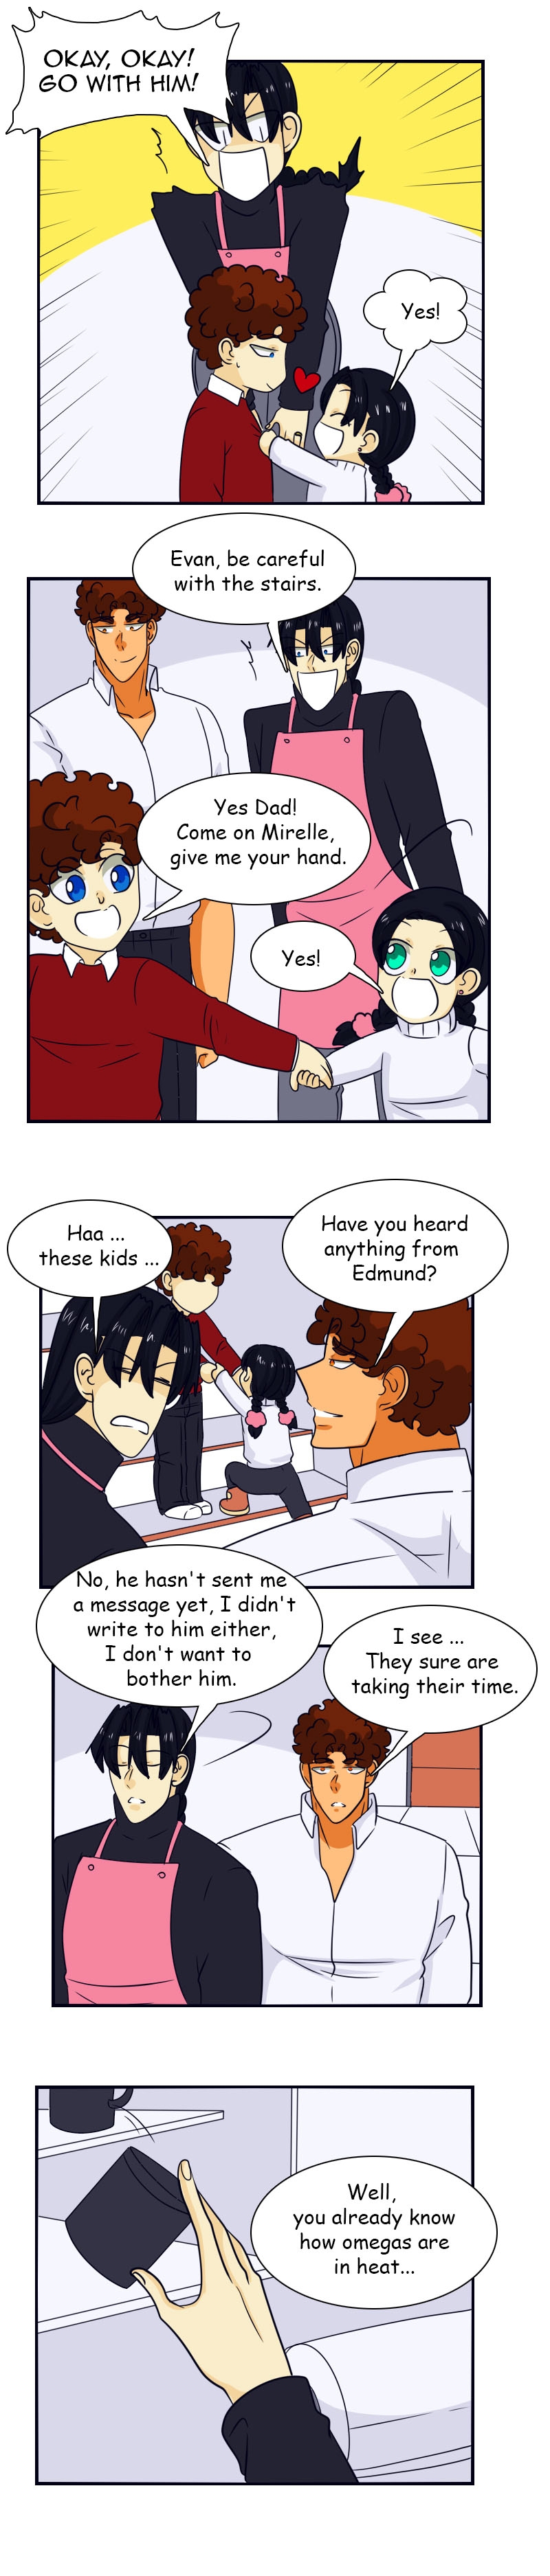 OKAY, OKAY!
GO WITH HIM!
Yes!
Evan, be careful
with the stairs.
Yes Dad!
Come on Mirelle,
give me your hand.
Yes!
Haa ...
these kids ...
Have you heard
anything from
Edmund?
No, he hasn't sent me
a message yet, I didn't
write to him either,
I don't want to
bother him.
I see ...
They sure are
taking their time.
Well,
you already know
how omegas are
in heat...